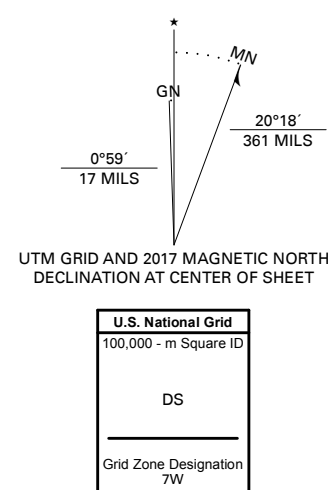 ★
MN
GN
20°18´
361 MILS
0°59´
17 MILS
UTM GRID AND 2017 MAGNETIC NORTH
DECLINATION AT CENTER OF SHEET
U.S. National Grid
100,000 - m Square ID
DS
Grid Zone Designation
7W